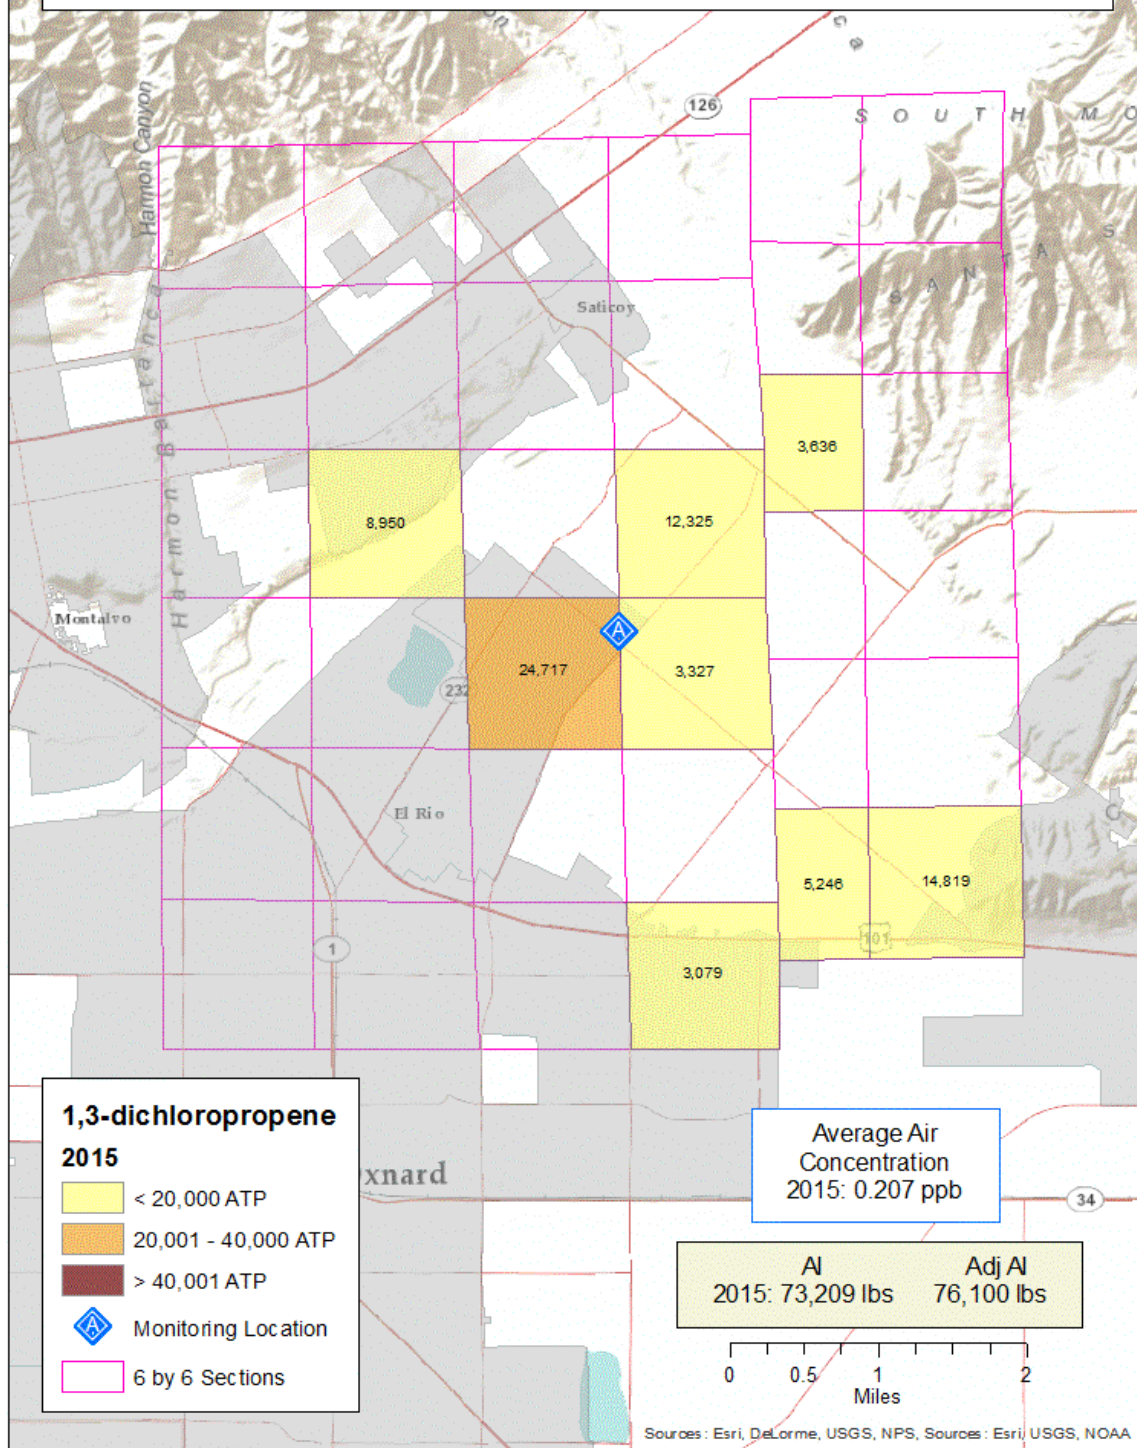 on
c a
126
SOUTH MO
Harmon Canyon
SANTA S
Saticoy
Harmon Barranca
3,636
8,950
12,325
Montalvo
24,717
3,327
232
El Rio
5,246
14,819
101
1
3,079
1,3-dichloropropene
2015
< 20,000 ATP
20,001 - 40,000 ATP
> 40,001 ATP
A Monitoring Location
6 by 6 Sections
A
xnard
Average Air
Concentration
2015: 0.207 ppb
34
AI Adj AI
2015: 73,209 lbs 76,100 lbs
0 0.5 1 2
Miles
Sources: Esri, DeLorme, USGS, NPS, Sources: Esri, USGS, NOAA